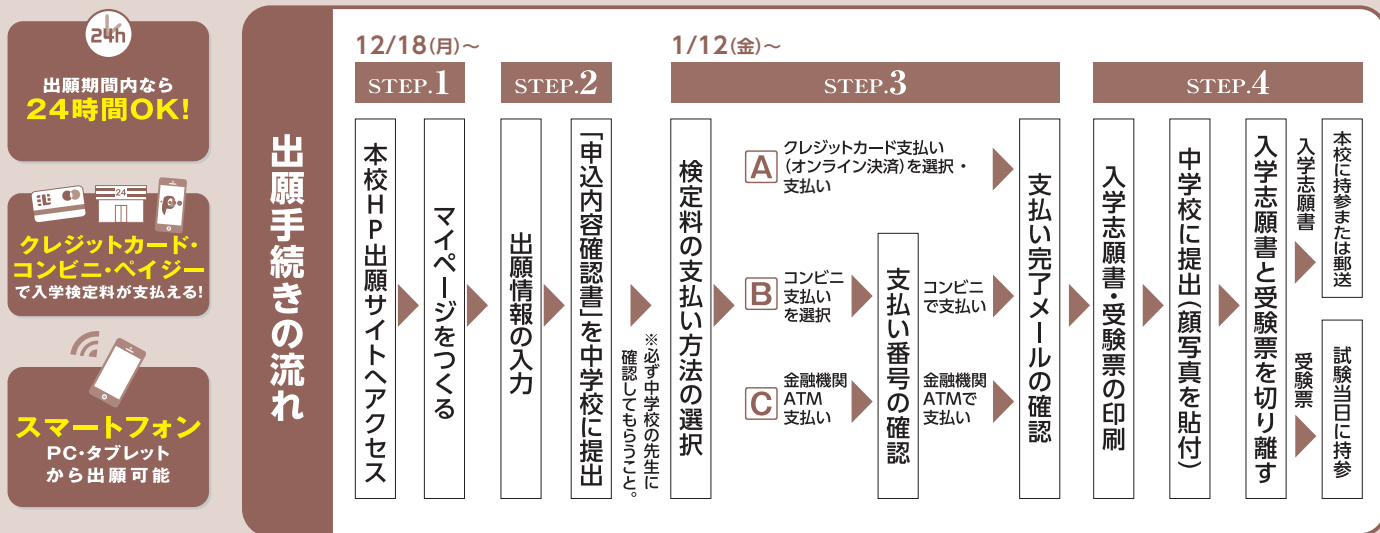 24h
出願期間内なら
24時間OK!
24
クレジットカード・
コンビニ・ペイジー
で入学検定料が支払える!
スマートフォン
PC・タブレット
から出願可能
出願手続きの流れ
12/18(月)～
STEP.1
本校HP出願サイトへアクセス
マイページをつくる
STEP.2
出願情報の入力
「申込内容確認書」を中学校に提出
※必ず中学校の先生に
確認してもらうこと。
1/12(金)～
STEP.3
検定料の支払い方法の選択
A
クレジットカード支払い
(オンライン決済)を選択・
支払い
B
コンビニ
支払い
を選択
C
金融機関
ATM
支払い
支払い番号の確認
コンビニ
で支払い
金融機関
ATMで
支払い
支払い完了メールの確認
STEP.4
入学志願書・受験票の印刷
中学校に提出(顔写真を貼付)
入学志願書と受験票を切り離す
入学志願書
本校に持参または郵送
受験票
試験当日に持参